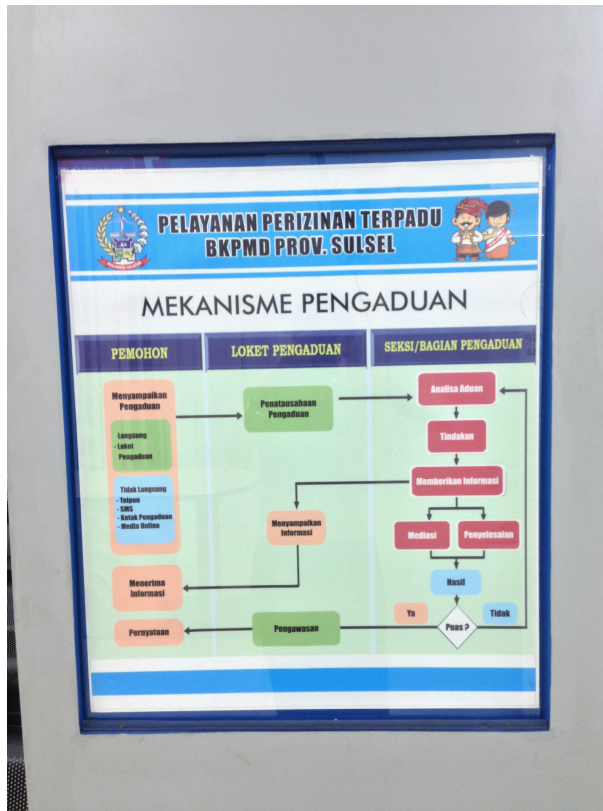 PELAYANAN PERIZINAN TERPADU
BKPMD PROV. SULSEL
MEKANISME PENGADUAN
PEMOHON
LOKET PENGADUAN
SEKSI/BAGIAN PENGADUAN
Menyampaikan
Pengaduan
Langsung
- Loket
Pengaduan
Tidak Langsung
- Telpon
- SMS
- Kotak Pengaduan
- Media Online
Penatausahaan
Pengaduan
Analisa Aduan
Tindakan
Memberikan Informasi
Menyampaikan
Informasi
Mediasi
Penyelesaian
Menerima
Informasi
Hasil
Ya
Tidak
Puas ?
Pengawasan
Pernyataan